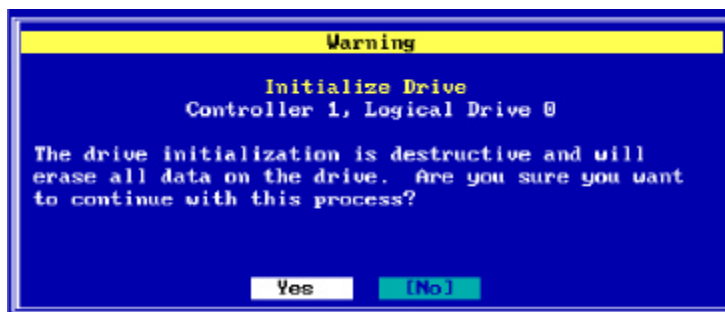 Warning
Initialize Drive
Controller 1, Logical Drive 0
The drive initialization is destructive and will
erase all data on the drive. Are you sure you want
to continue with this process?
Yes [No]